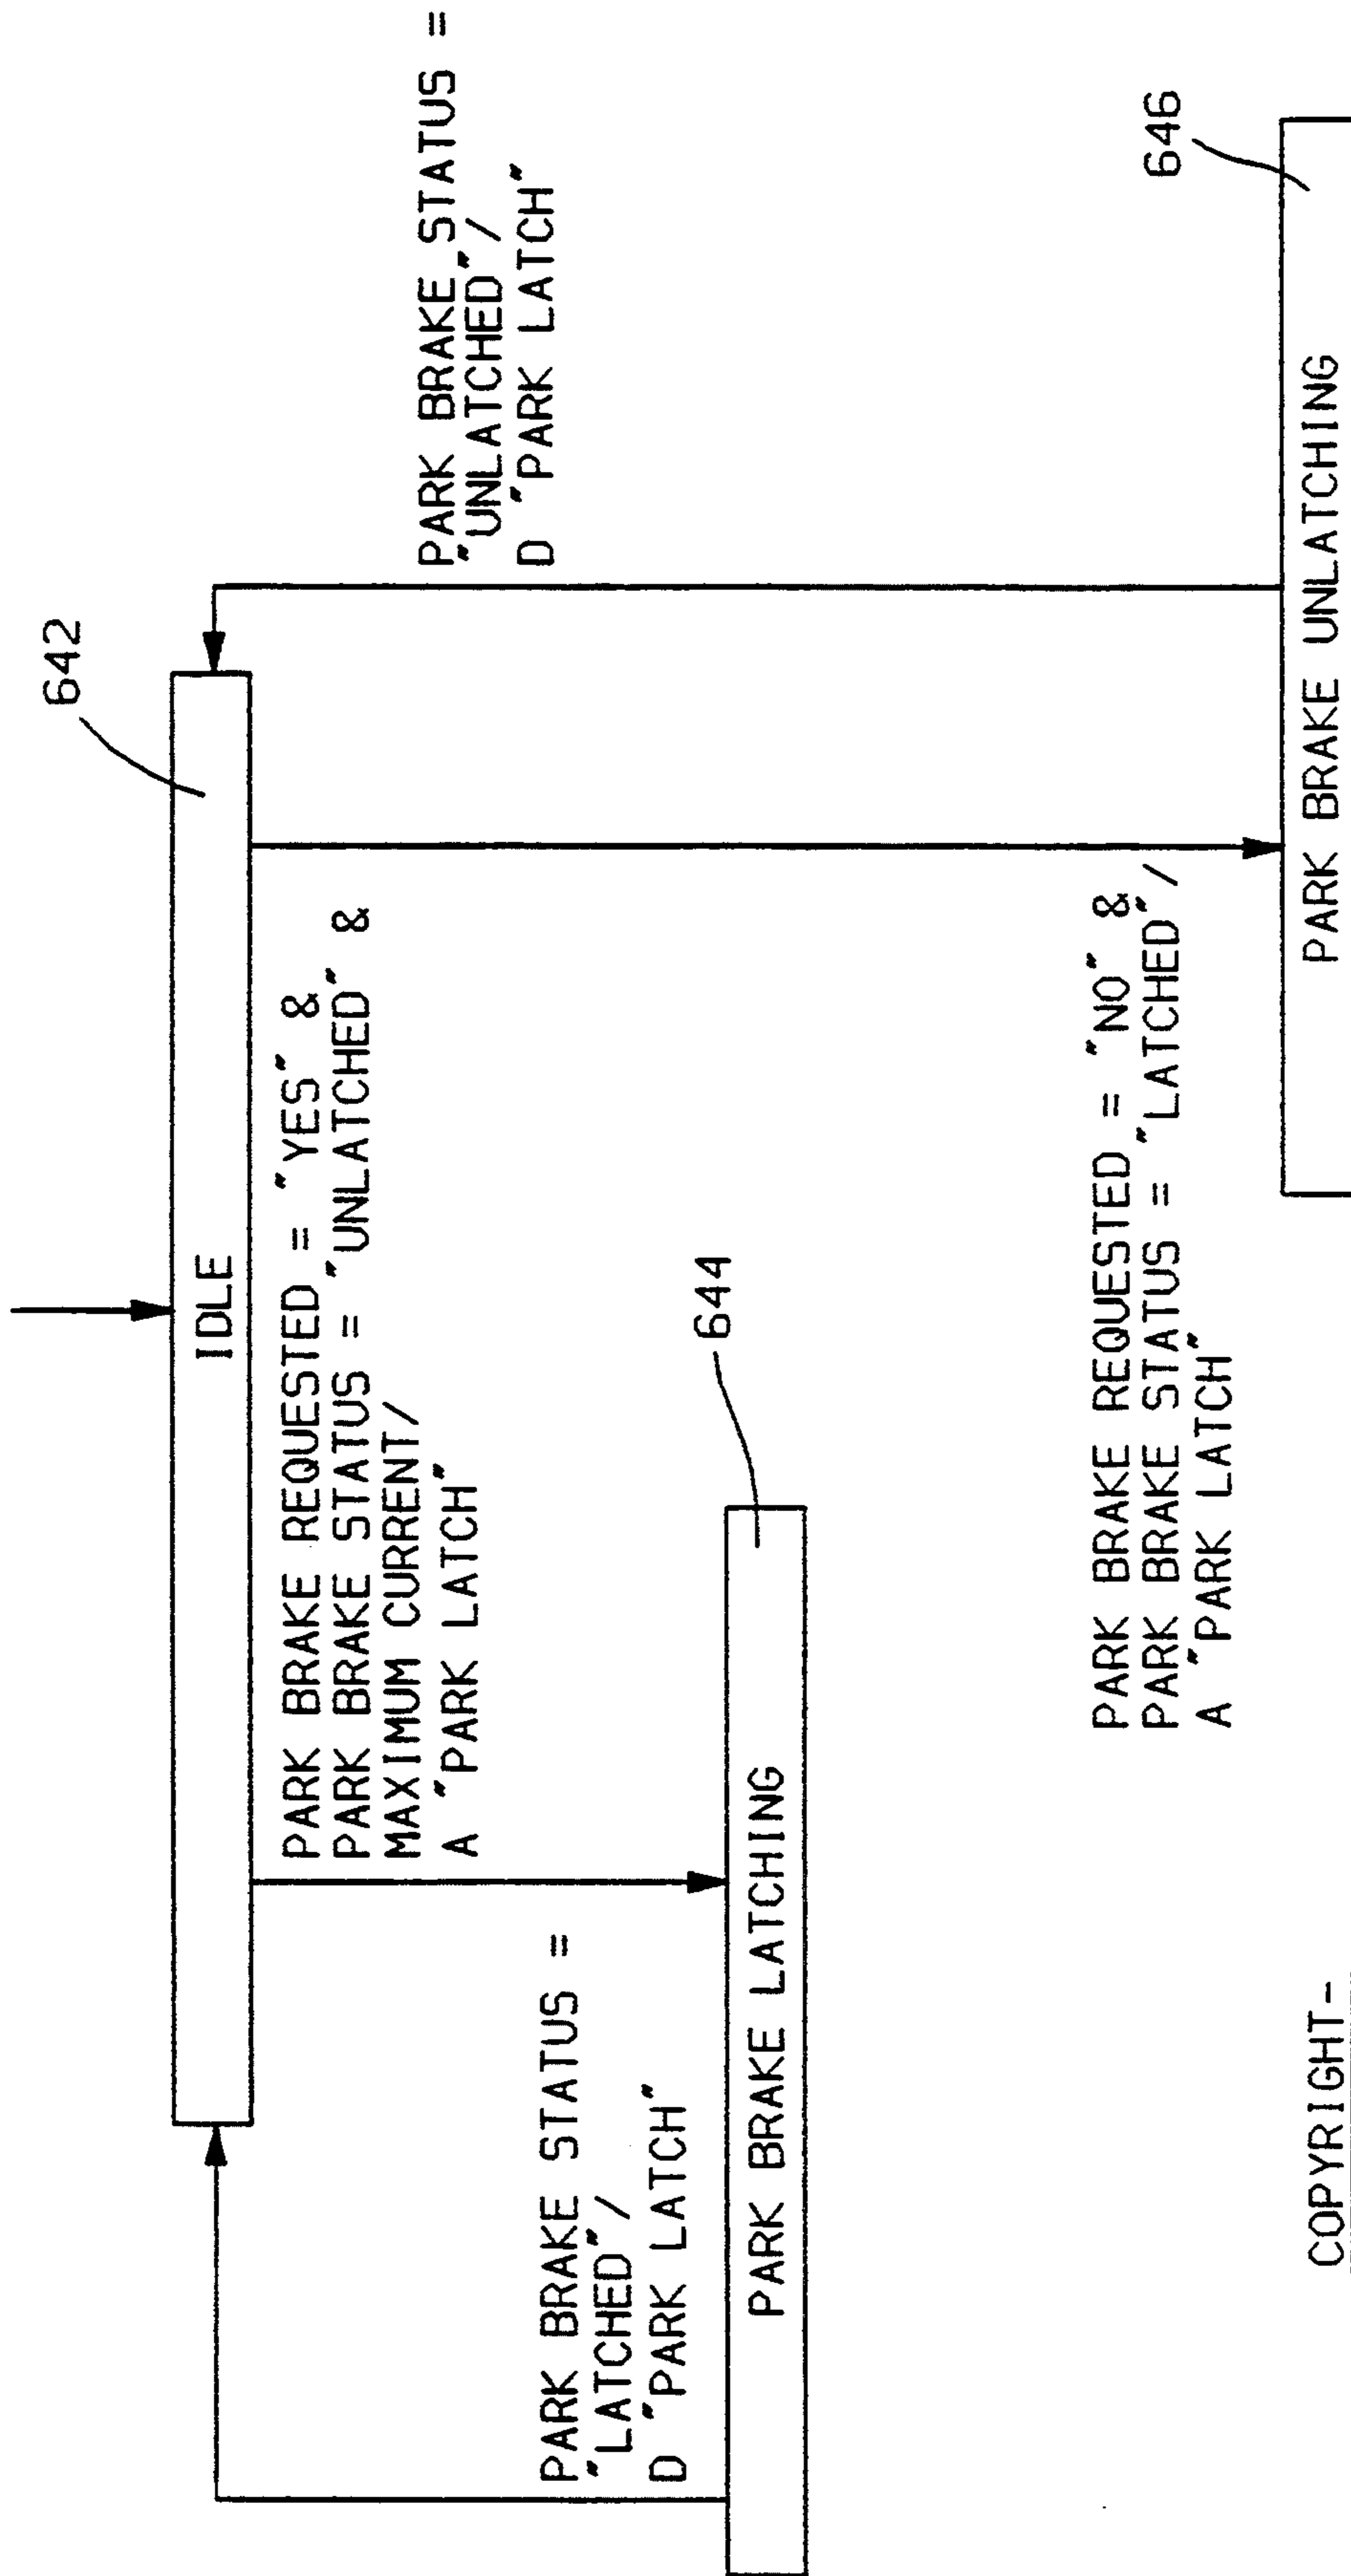 642
IDLE
PARK BRAKE REQUESTED = "YES" &
PARK BRAKE STATUS = "UNLATCHED" &
MAXIMUM CURRENT/
A "PARK LATCH"
PARK BRAKE STATUS =
"UNLATCHED"/
D "PARK LATCH"
PARK BRAKE STATUS =
"LATCHED"/
D "PARK LATCH"
644
PARK BRAKE LATCHING
PARK BRAKE REQUESTED = "NO" &
PARK BRAKE STATUS = "LATCHED"/
A "PARK LATCH"
646
PARK BRAKE UNLATCHING
COPYRIGHT-